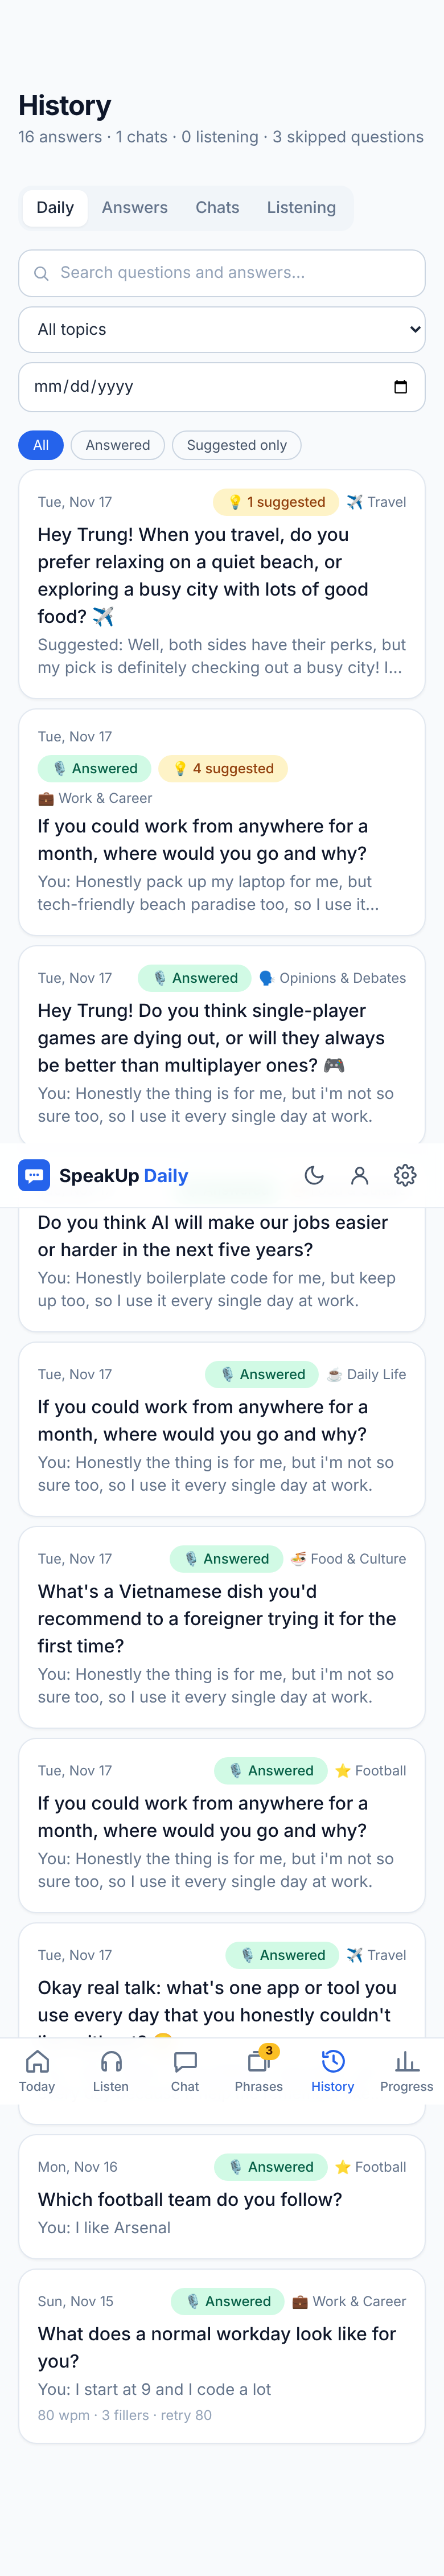 History
16 answers · 1 chats · 0 listening · 3 skipped questions
Daily Answers Chats Listening
Search questions and answers...
All topics
mm/dd/yyyy
All Answered Suggested only
Tue, Nov 17 💡 1 suggested ✈️ Travel
Hey Trung! When you travel, do you
prefer relaxing on a quiet beach, or
exploring a busy city with lots of good
food? ✈️
Suggested: Well, both sides have their perks, but
my pick is definitely checking out a busy city! I...
Tue, Nov 17
🎙️ Answered 💡 4 suggested
💼 Work & Career
If you could work from anywhere for a
month, where would you go and why?
You: Honestly pack up my laptop for me, but
tech-friendly beach paradise too, so I use it...
Tue, Nov 17 🎙️ Answered 🗣️ Opinions & Debates
Hey Trung! Do you think single-player
games are dying out, or will they always
be better than multiplayer ones? 🎮
You: Honestly the thing is for me, but i'm not so
sure too, so I use it every single day at work.
SpeakUp Daily
Do you think AI will make our jobs easier
or harder in the next five years?
You: Honestly boilerplate code for me, but keep
up too, so I use it every single day at work.
Tue, Nov 17 🎙️ Answered ☕ Daily Life
If you could work from anywhere for a
month, where would you go and why?
You: Honestly the thing is for me, but i'm not so
sure too, so I use it every single day at work.
Tue, Nov 17 🎙️ Answered 🍜 Food & Culture
What's a Vietnamese dish you'd
recommend to a foreigner trying it for the
first time?
You: Honestly the thing is for me, but i'm not so
sure too, so I use it every single day at work.
Tue, Nov 17 🎙️ Answered ⭐ Football
If you could work from anywhere for a
month, where would you go and why?
You: Honestly the thing is for me, but i'm not so
sure too, so I use it every single day at work.
Tue, Nov 17 🎙️ Answered ✈️ Travel
Okay real talk: what's one app or tool you
use every day that you honestly couldn't
3
Today Listen Chat Phrases History Progress
Mon, Nov 16 🎙️ Answered ⭐ Football
Which football team do you follow?
You: I like Arsenal
Sun, Nov 15 🎙️ Answered 💼 Work & Career
What does a normal workday look like for
you?
You: I start at 9 and I code a lot
80 wpm · 3 fillers · retry 80